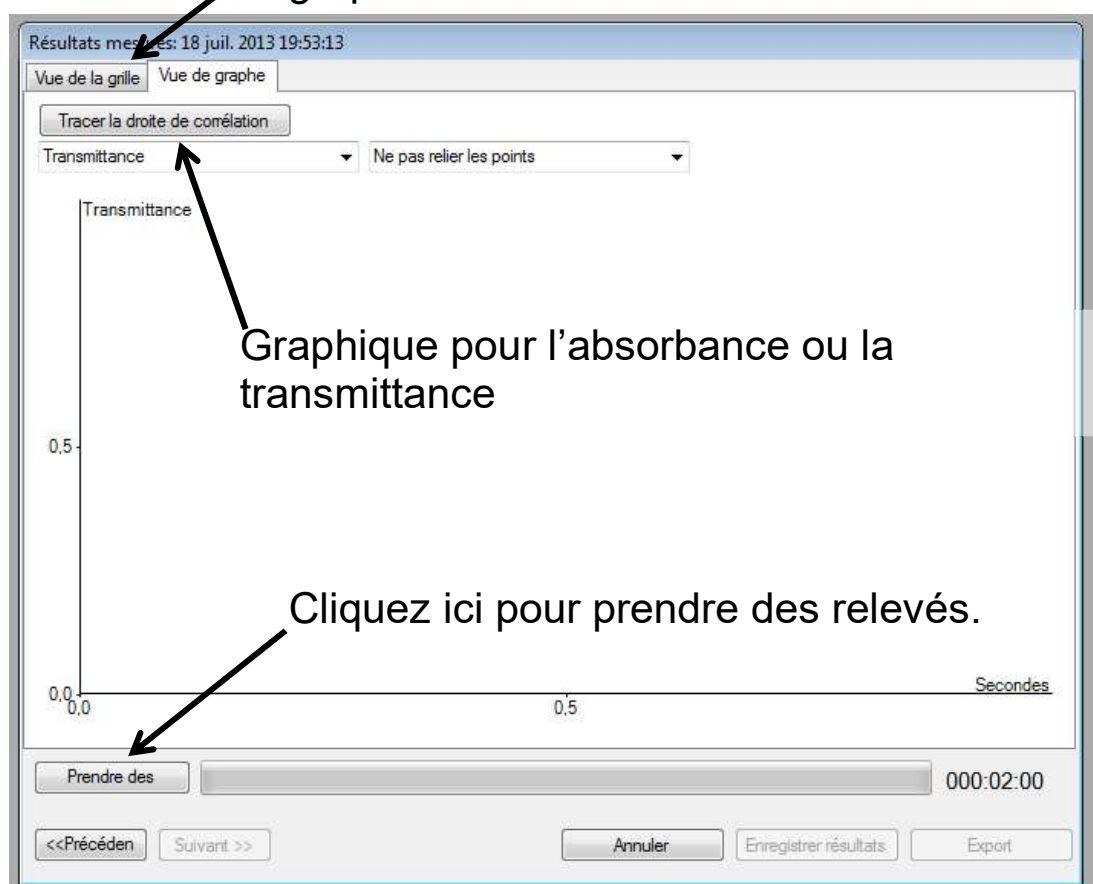 Résultats mesurés: 18 juil. 2013 19:53:13
Vue de la grille Vue de graphe
Tracer la droite de corrélation
Transmittance Ne pas relier les points
Transmittance
Graphique pour l’absorbance ou la
transmittance
0,5
Cliquez ici pour prendre des relevés.
Secondes
0,0
0,0 0,5
Prendre des 000:02:00
<<Précéden Suivant >> Annuler Enregistrer résultats Export